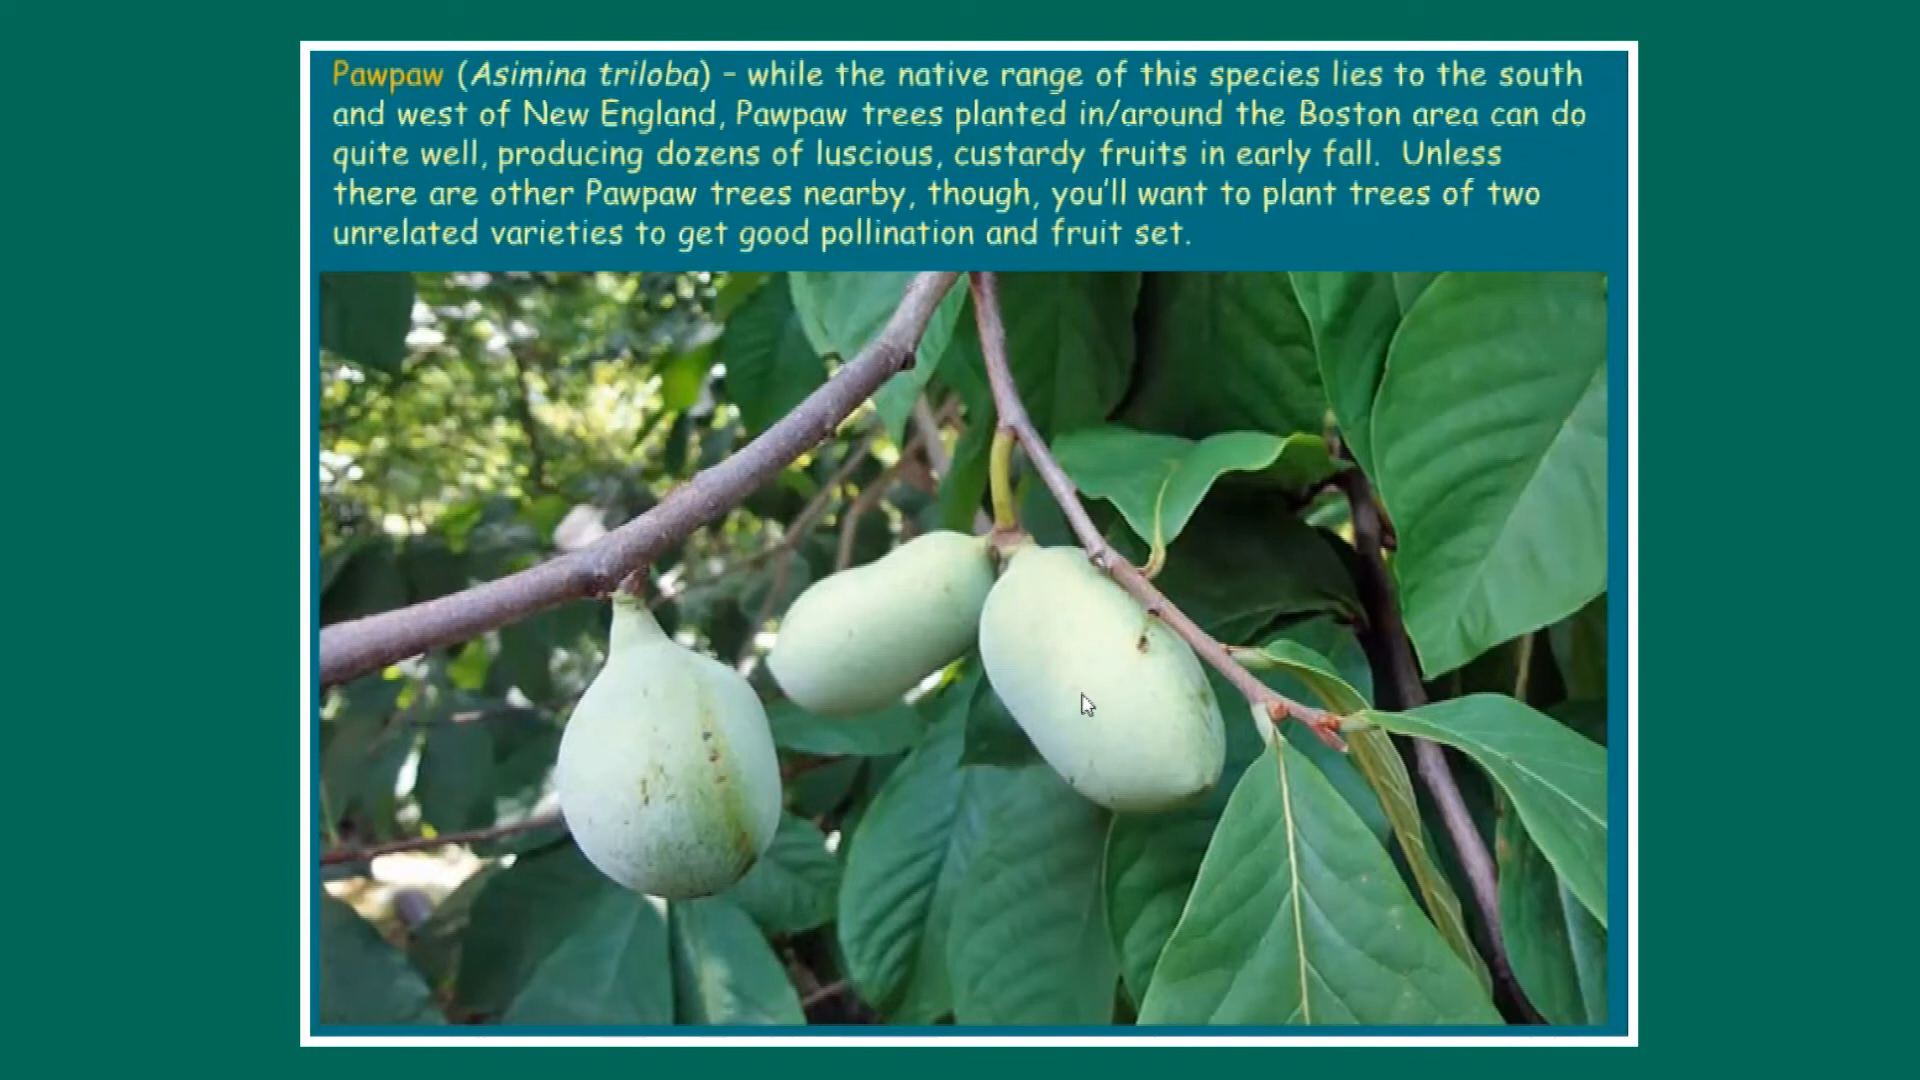 Pawpaw (Asimina triloba) – while the native range of this species lies to the south
and west of New England, Pawpaw trees planted in/around the Boston area can do
quite well, producing dozens of luscious, custardy fruits in early fall.  Unless
there are other Pawpaw trees nearby, though, you'll want to plant trees of two
unrelated varieties to get good pollination and fruit set.